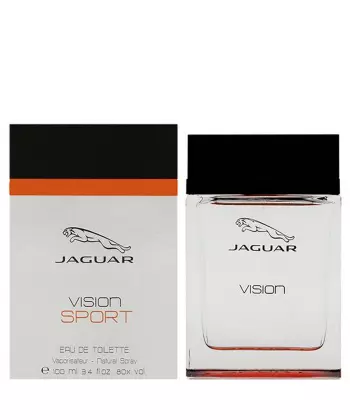 JAGUAR
VISION
SPORT
EAU DE TOILETTE
Vaporisateur - Natural Spray
e 100 ml 3.4 fl.oz. 80% vol.
JAGUAR
VISION